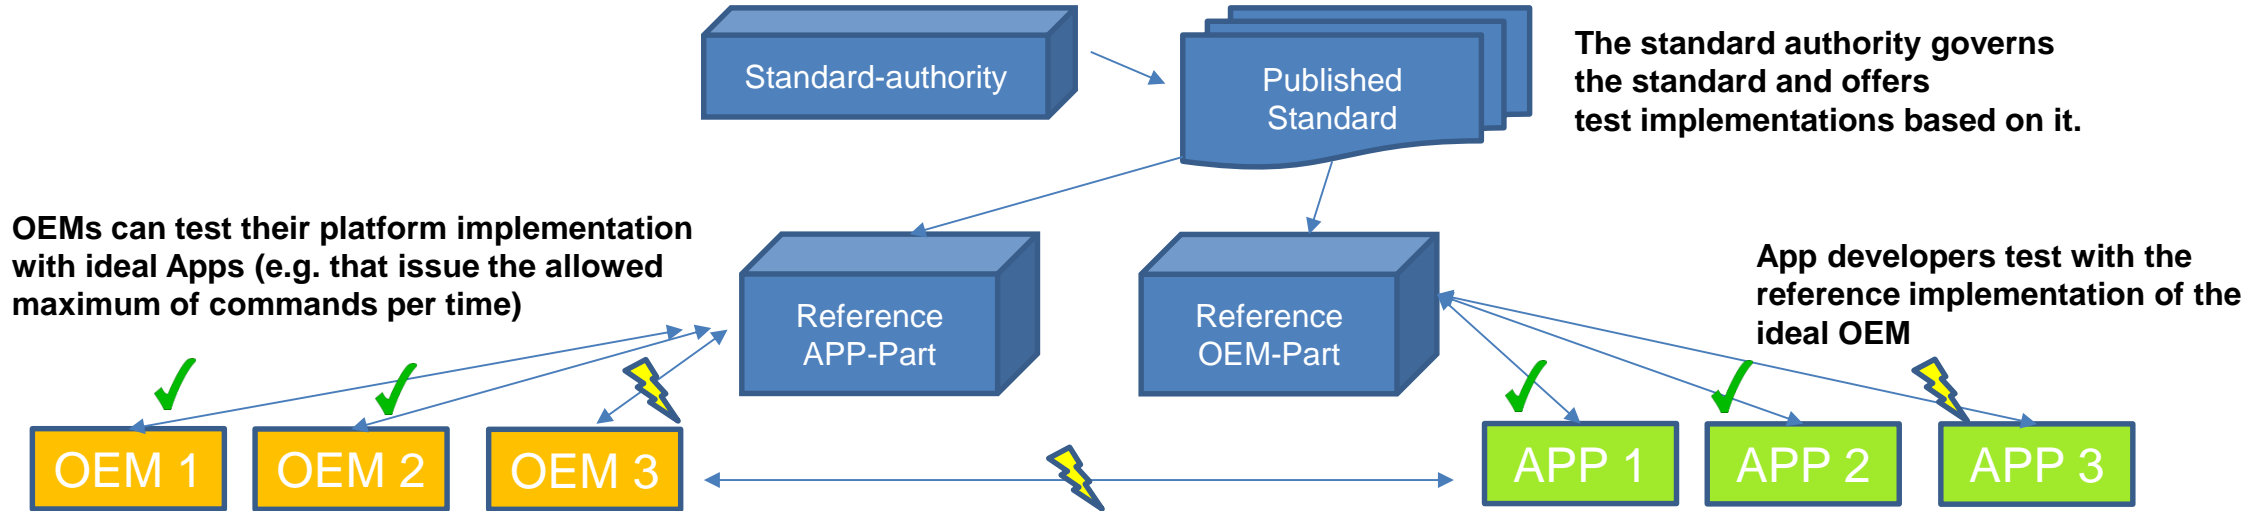 Standard-authority
Published
Standard
The standard authority governs
the standard and offers
test implementations based on it.
OEMs can test their platform implementation
with ideal Apps (e.g. that issue the allowed
maximum of commands per time)
Reference
APP-Part
Reference
OEM-Part
App developers test with the
reference implementation of the
ideal OEM
OEM 1
OEM 2
OEM 3
APP 1
APP 2
APP 3